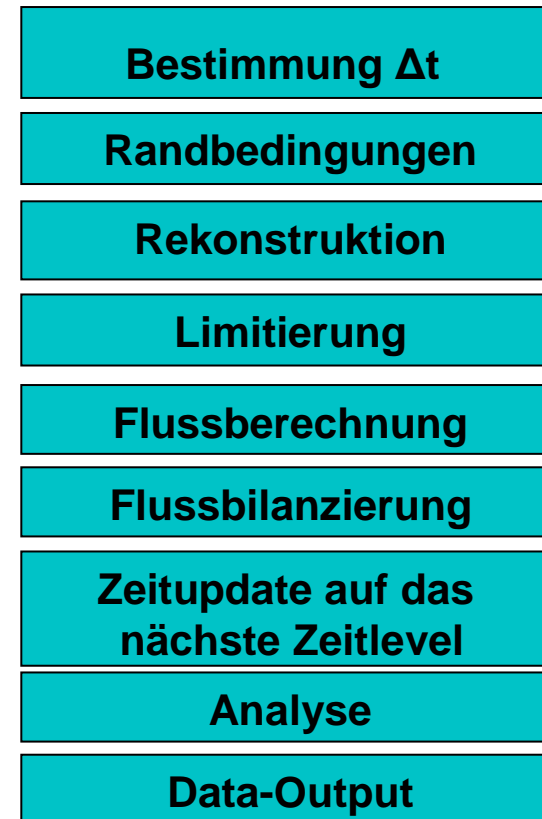 Bestimmung Δt
Randbedingungen
Rekonstruktion
Limitierung
Flussberechnung
Flussbilanzierung
Zeitupdate auf das
nächste Zeitlevel
Analyse
Data-Output